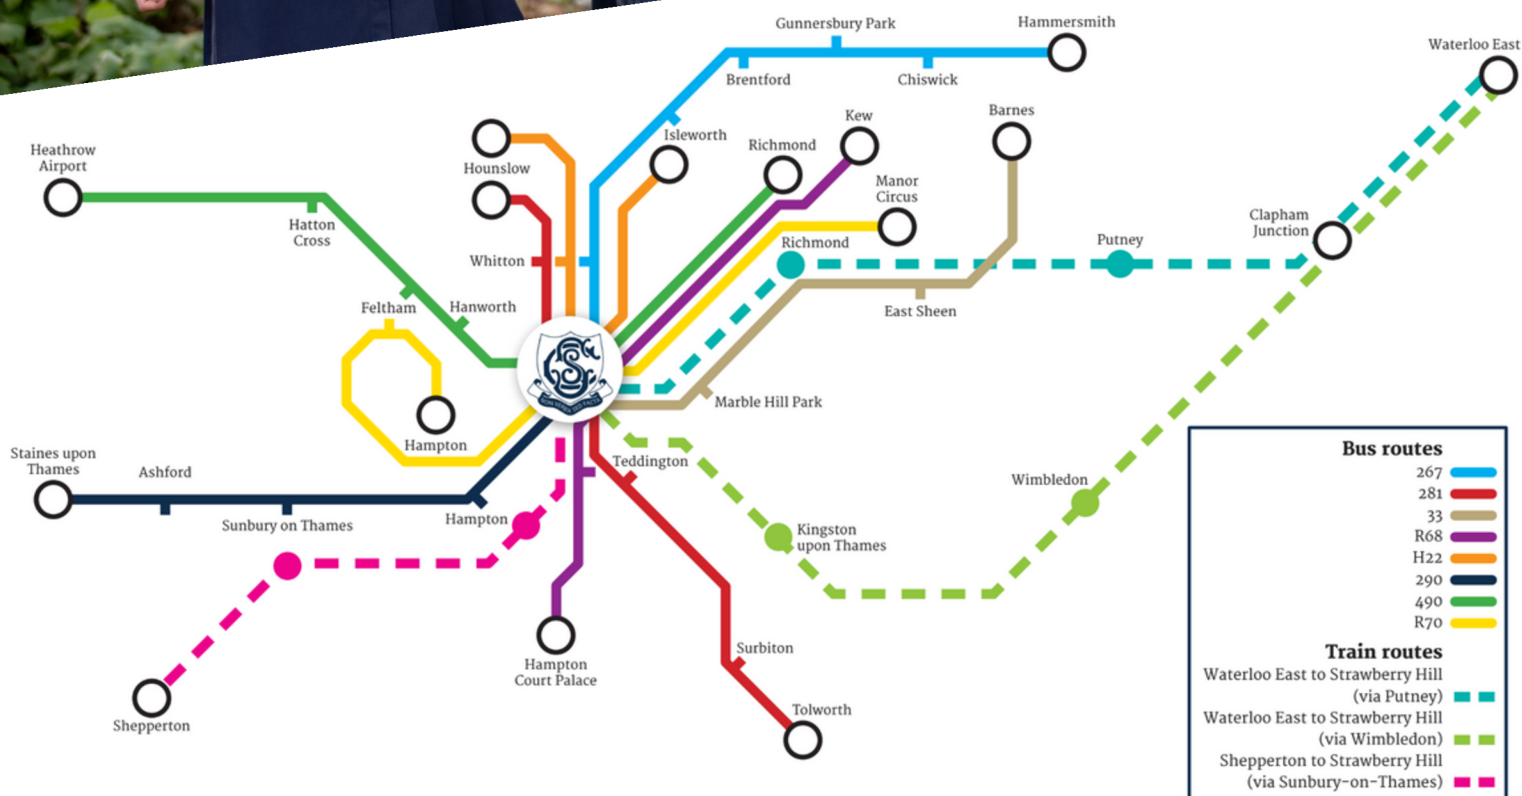 Gunnersbury Park
Hammersmith
Waterloo East
Brentford
Chiswick
Heathrow
Airport
Hounslow
Isleworth
Richmond
Kew
Barnes
Manor
Circus
Hatton
Cross
Whitton
Richmond
Putney
Clapham
Junction
Feltham
Hanworth
East Sheen
Marble Hill Park
Hampton
Staines upon
Thames
Ashford
Sunbury on Thames
Hampton
Teddington
Kingston
upon Thames
Wimbledon
Hampton
Court Palace
Surbiton
Shepperton
Tolworth
Bus routes
267
281
33
R68
H22
290
490
R70
Train routes
Waterloo East to Strawberry Hill
(via Putney)
Waterloo East to Strawberry Hill
(via Wimbledon)
Shepperton to Strawberry Hill
(via Sunbury-on-Thames)